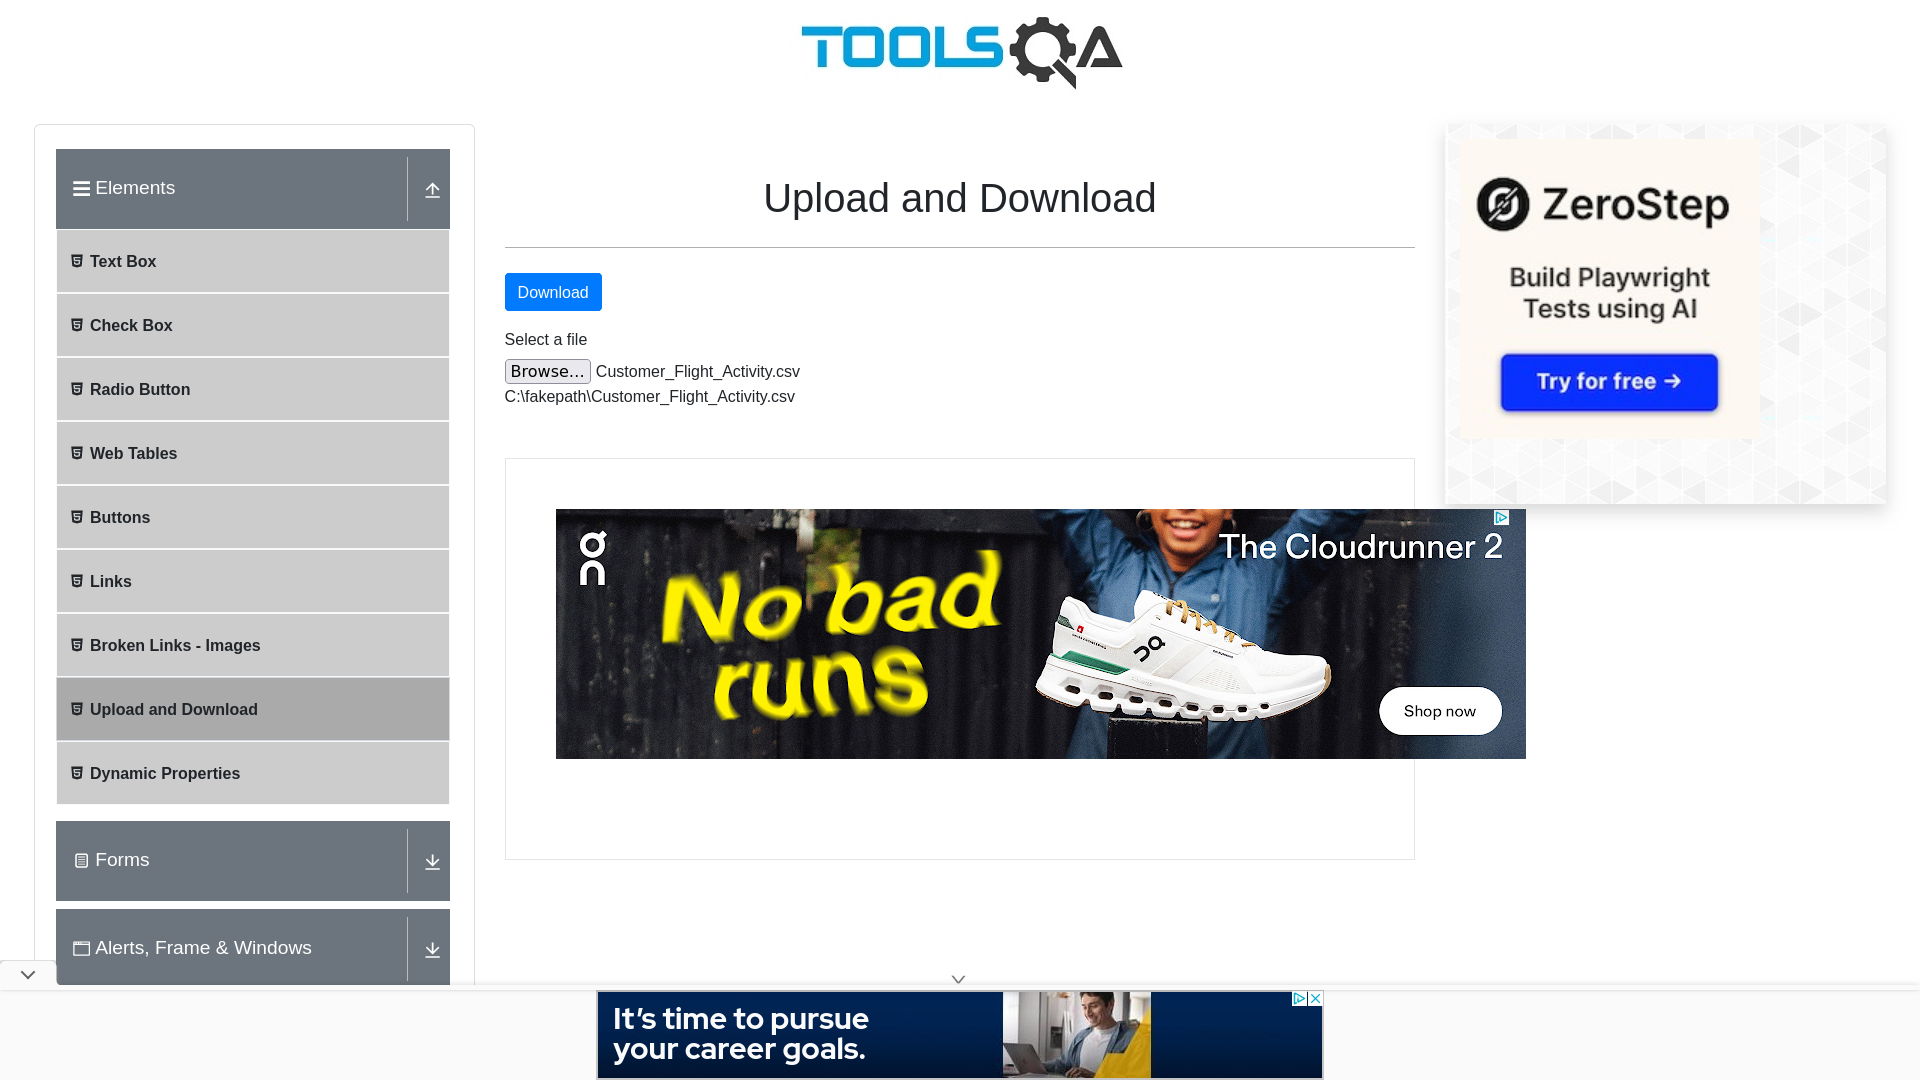 TOOLSQA
Elements
Text Box
Check Box
Radio Button
Web Tables
Buttons
Links
Broken Links - Images
Upload and Download
Dynamic Properties
Forms
Alerts, Frame & Windows
Upload and Download
Download
Select a file
Browse... Customer_Flight_Activity.csv
C:\fakepath\Customer_Flight_Activity.csv
No bad
runs
The Cloudrunner 2
Shop now
ZeroStep
Build Playwright
Tests using AI
Try for free →
It's time to pursue
your career goals.